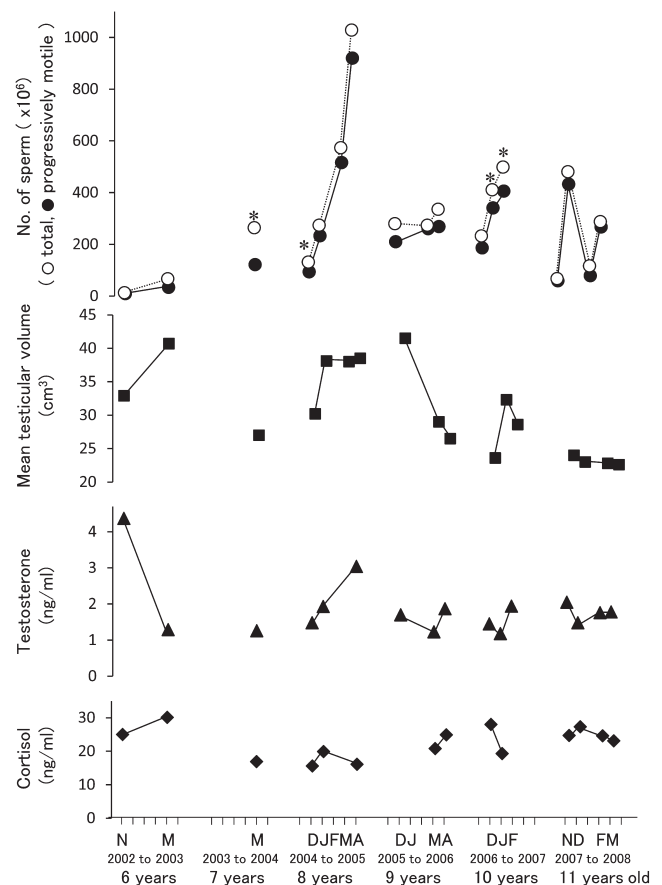 No. of sperm ( x10⁶)
( ○ total, ● progressively motile )
1000
800
600
400
200
0
*
*
*
*
Mean testicular volume
(cm³)
45
40
35
30
25
20
Testosterone
(ng/ml)
4
3
2
1
0
Cortisol
(ng/ml)
30
20
10
0
N M M DJFMA DJ MA DJF ND FM
2002 to 2003 2003 to 2004 2004 to 2005 2005 to 2006 2006 to 2007 2007 to 2008
6 years 7 years 8 years 9 years 10 years 11 years old